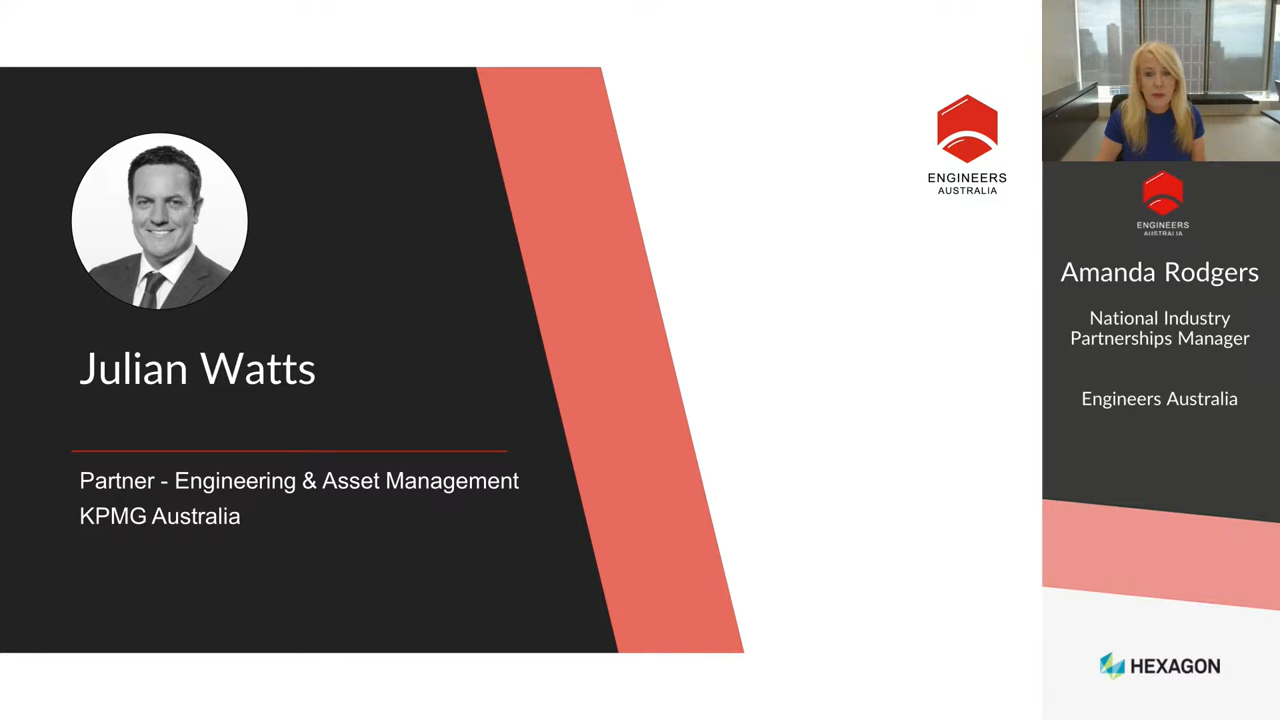 Julian Watts
Partner - Engineering & Asset Management
KPMG Australia
ENGINEERS
AUSTRALIA
ENGINEERS
AUSTRALIA
Amanda Rodgers
National Industry
Partnerships Manager
Engineers Australia
HEXAGON